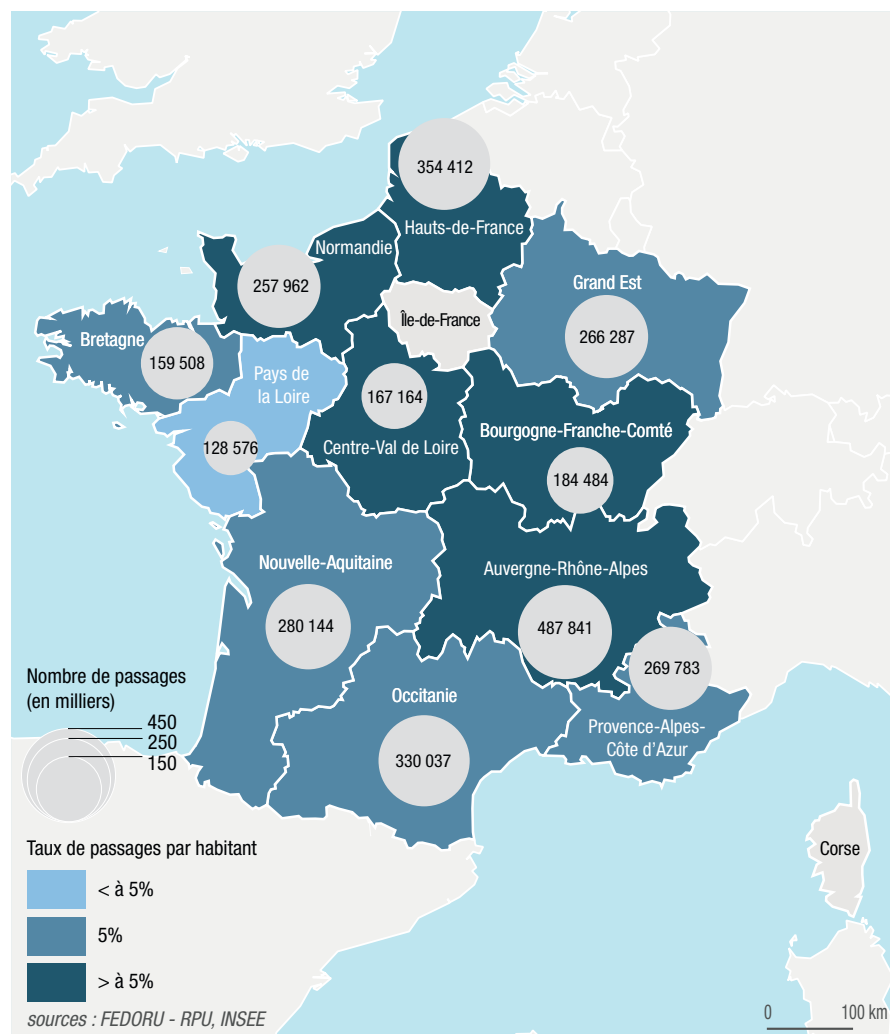 354 412
Hauts-de-France
Normandie
257 962
Grand Est
Île-de-France
266 287
Bretagne
159 508
Pays de
la Loire
167 164
128 576
Centre-Val de Loire
Bourgogne-Franche-Comté
184 484
Nouvelle-Aquitaine
Auvergne-Rhône-Alpes
280 144
487 841
269 783
Occitanie
Provence-Alpes-
Côte d'Azur
330 037
Corse
Nombre de passages
(en milliers)
450
250
150
Taux de passages par habitant
< à 5%
5%
> à 5%
sources : FEDORU - RPU, INSEE
0 100 km